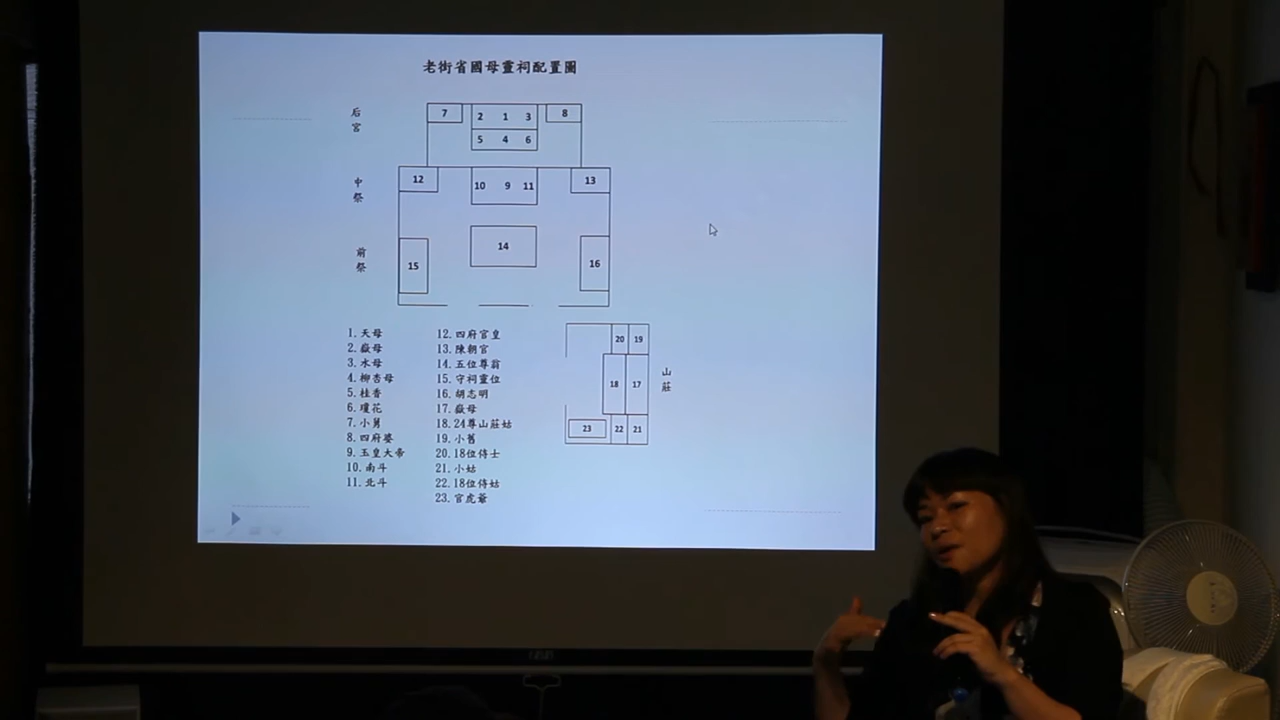 老街省國母靈祠配置圖
后宮
7
2 1 3
8
5 4 6
中祭
12
10 9 11
13
前祭
14
15
16
1.天母
2.嶽母
3.水母
4.柳杏母
5.桂香
6.瓊花
7.小舅
8.四府婆
9.玉皇大帝
10.南斗
11.北斗
12.四府官皇
13.陳朝官
14.五位尊翁
15.守祠靈位
16.胡志明
17.嶽母
18.24尊山莊姑
19.小舊
20.18位侍士
21.小姑
22.18位侍姑
23.官虎爺
20 19
18 17
山莊
23
22 21